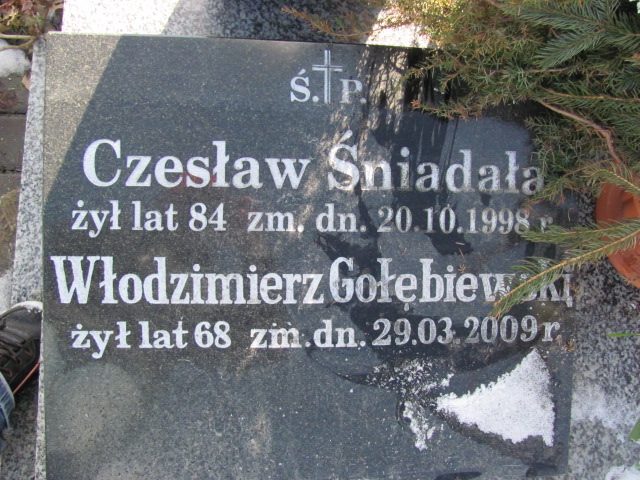 Ś.†P.
Czesław Śniadała
żył lat 84 zm. dn. 20.10.1998 r.
Włodzimierz Gołębiewski
żył lat 68 zm. dn. 29.03.2009 r.